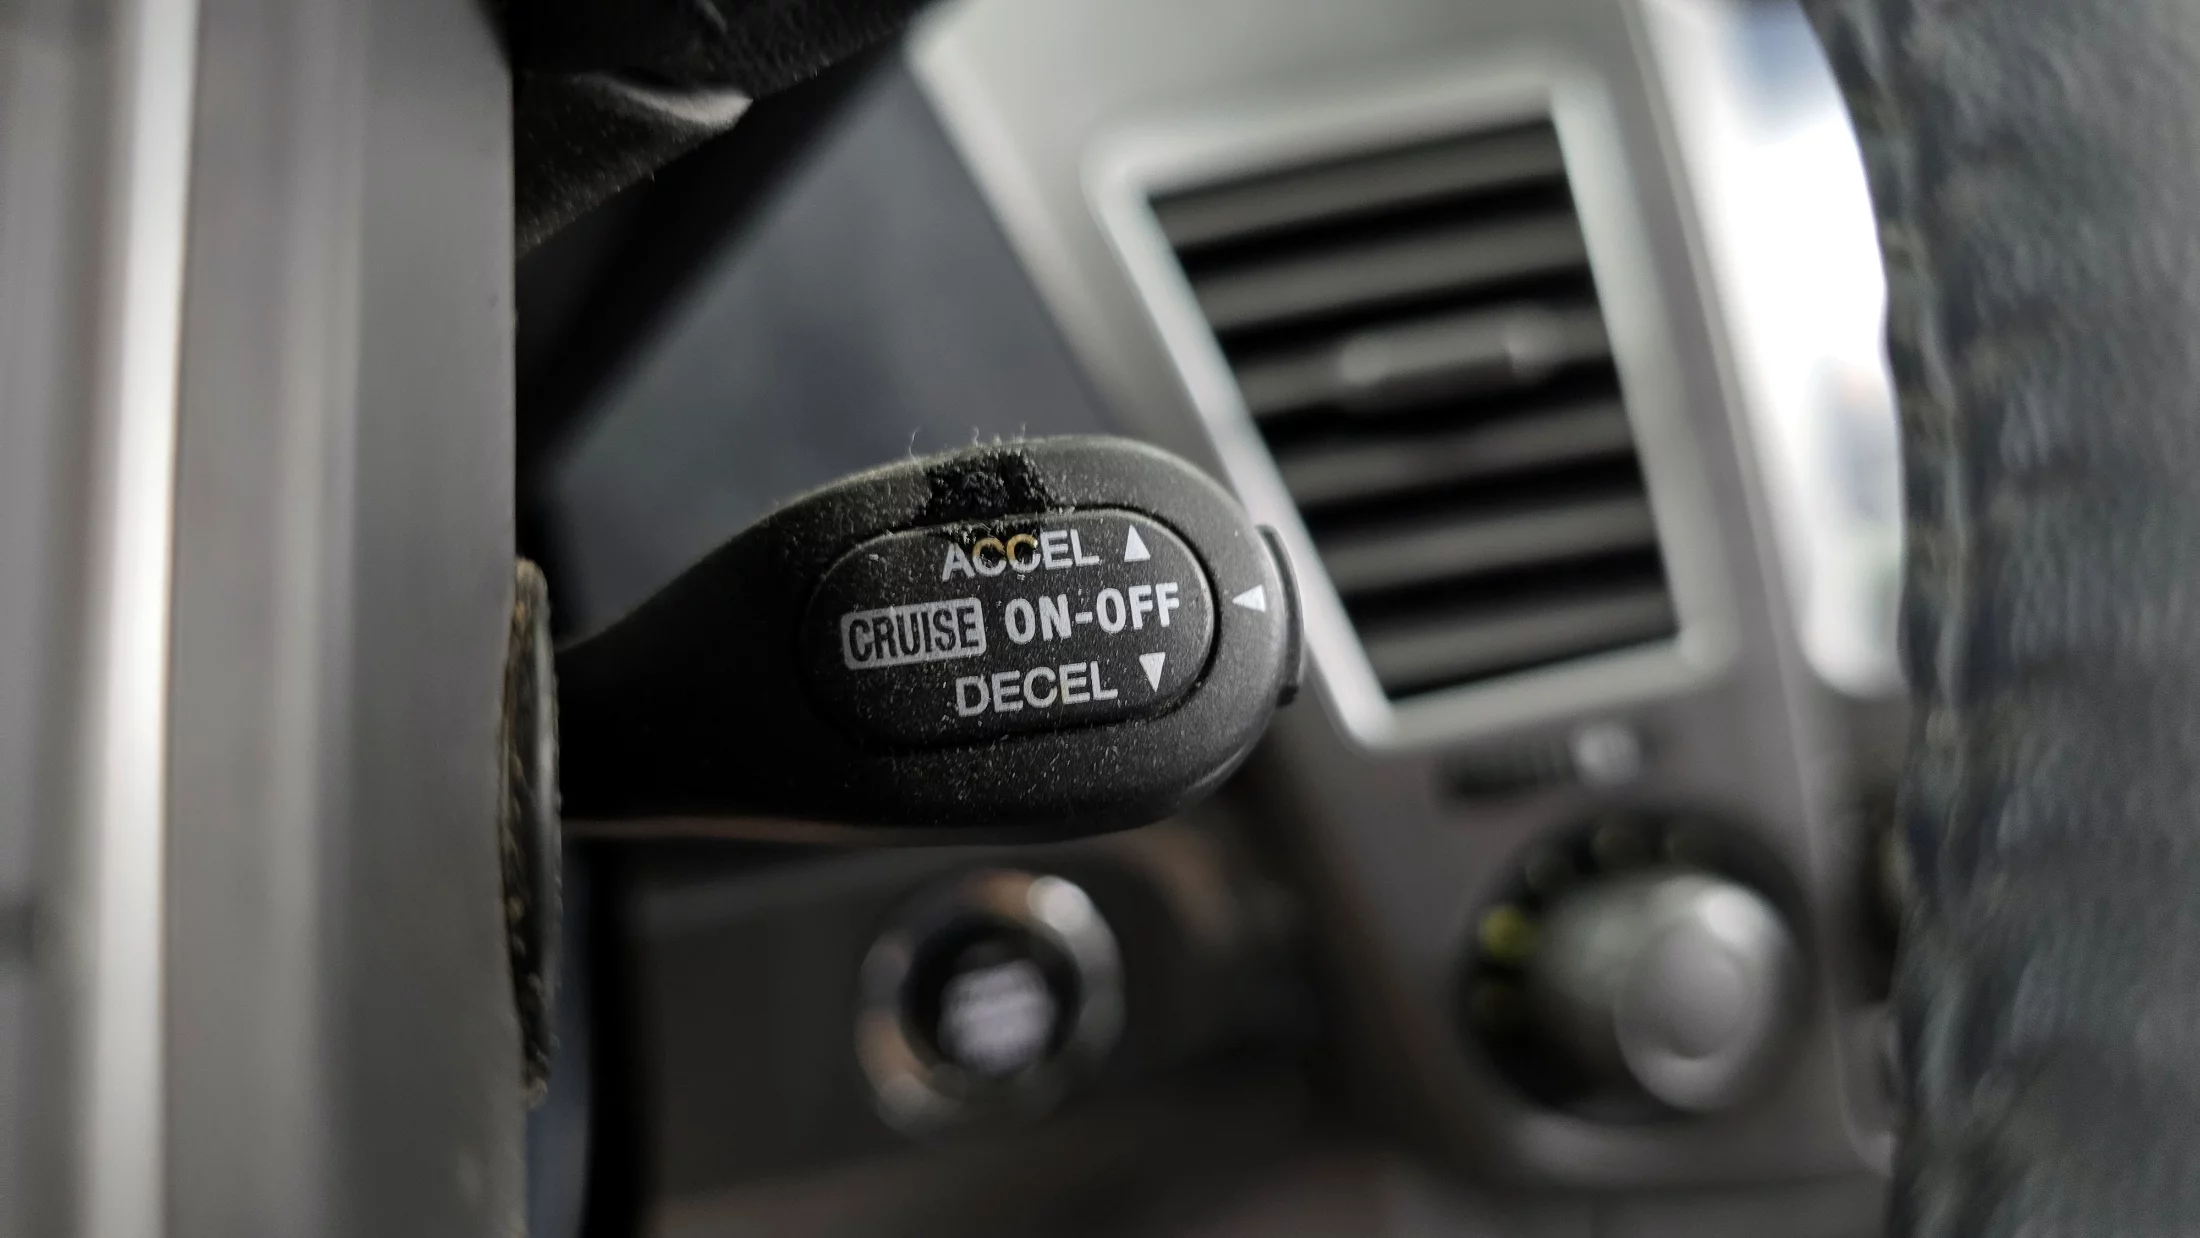 ACCEL ▲
CRUISE ON-OFF ◀
DECEL ▼